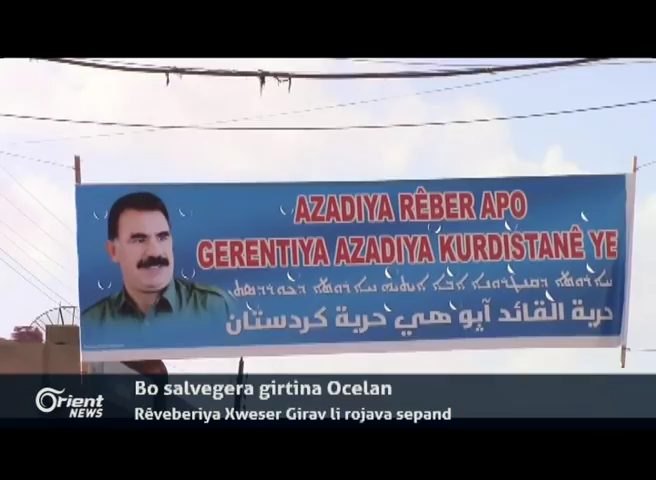 AZADIYA RÊBER APO
GERENTIYA AZADIYA KURDISTANÊ YE
حرية القائد آپو هي حرية كردستان
Bo salvegera girtina Ocelan
Rêveberiya Xweser Girav li rojava sepand
Orient
NEWS